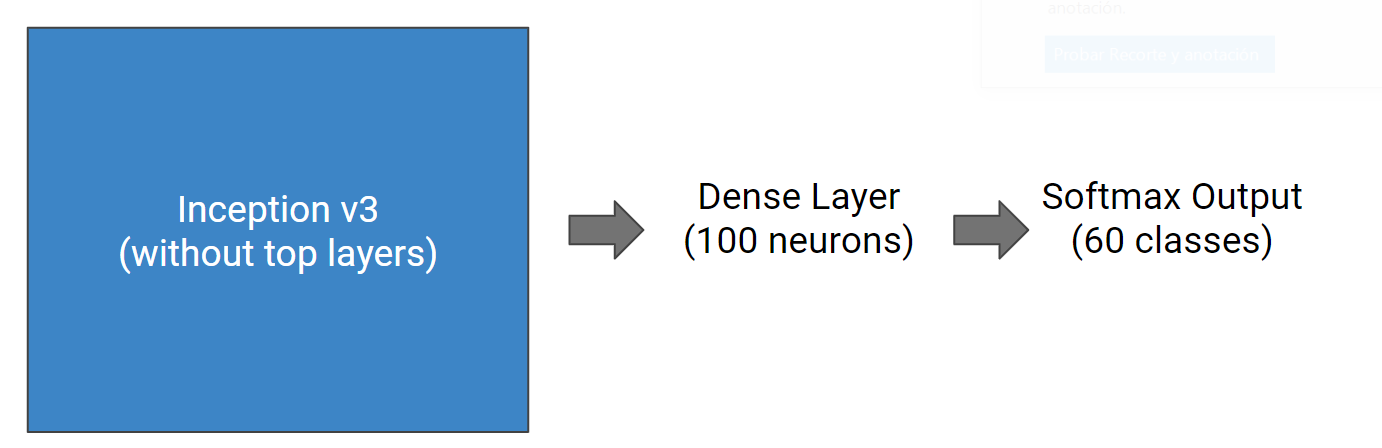 anotación.
Probar Recorte y anotación
Inception v3
(without top layers)
Dense Layer
(100 neurons)
Softmax Output
(60 classes)